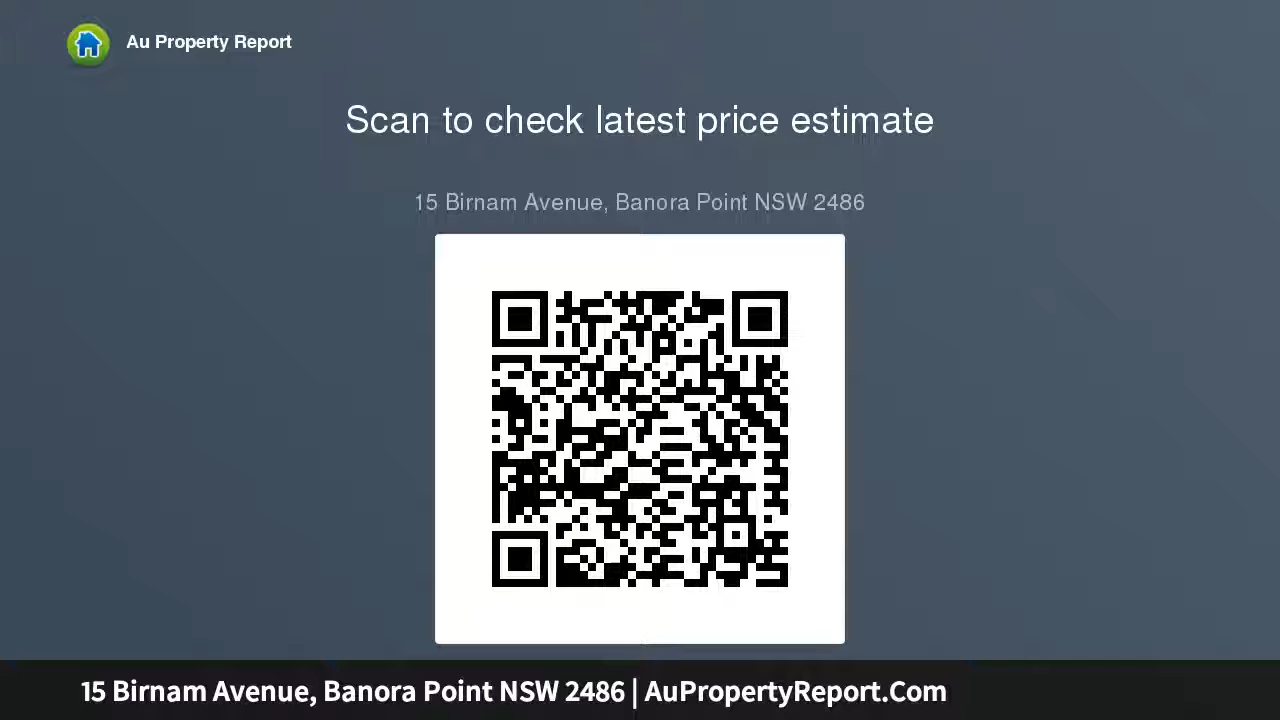 Au Property Report
Scan to check latest price estimate
15 Birnam Avenue, Banora Point NSW 2486
15 Birnam Avenue, Banora Point NSW 2486 | AuPropertyReport.Com